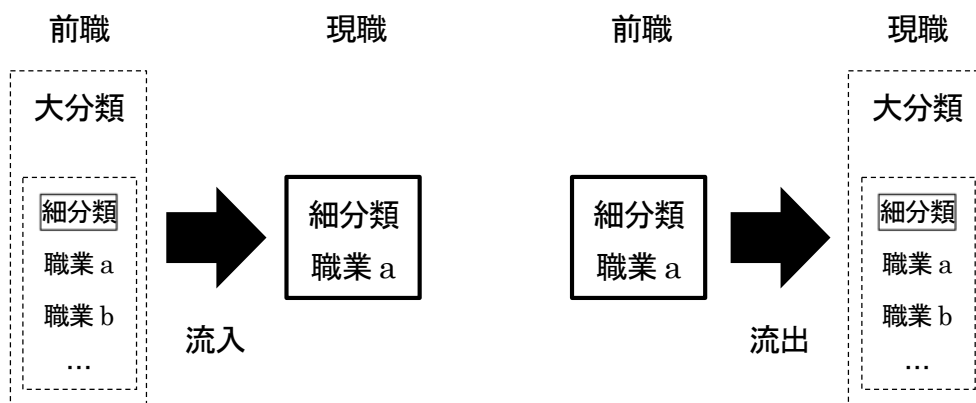 前職
大分類
細分類
職業 a
職業 b
…
流入
現職
細分類
職業 a
前職
細分類
職業 a
流出
現職
大分類
細分類
職業 a
職業 b
…